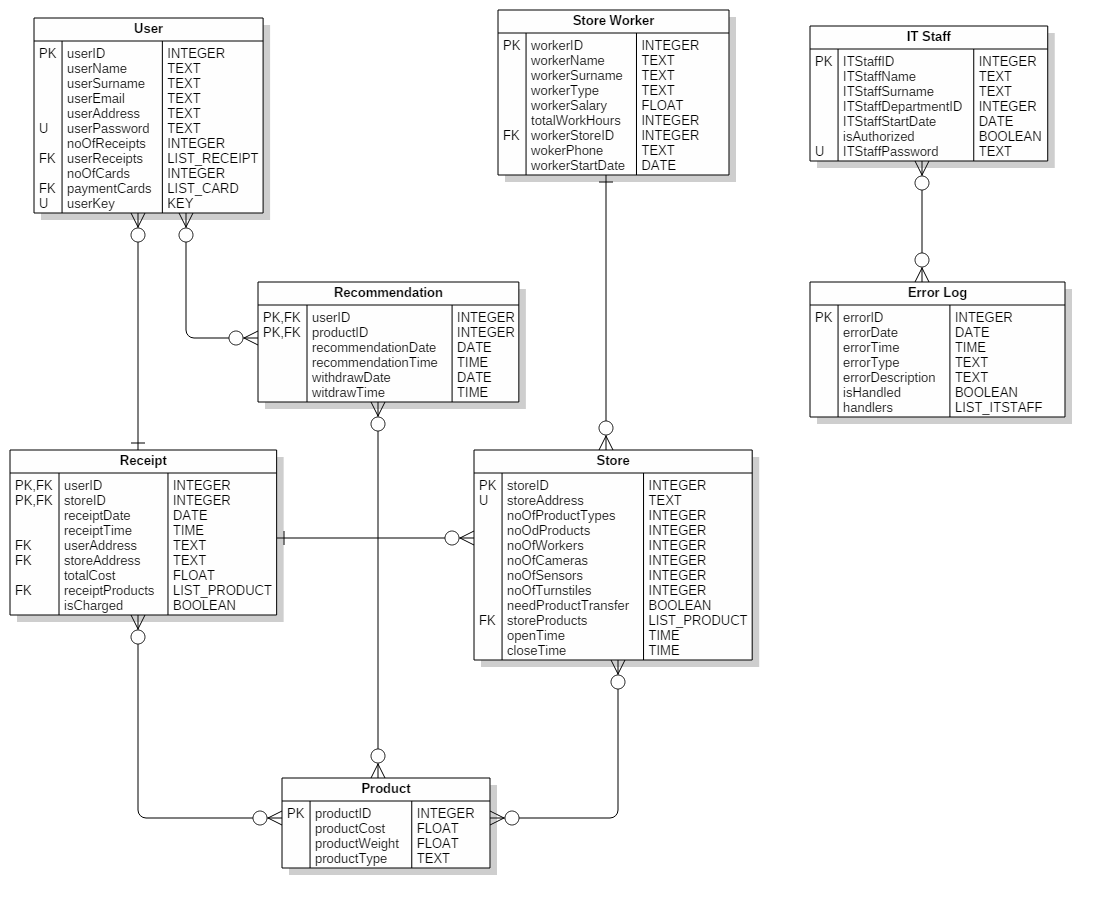 User
PK userID INTEGER
userName TEXT
userSurname TEXT
userEmail TEXT
userAddress TEXT
U userPassword TEXT
noOfReceipts INTEGER
FK userReceipts LIST_RECEIPT
noOfCards INTEGER
FK paymentCards LIST_CARD
U userKey KEY
Store Worker
PK workerID INTEGER
workerName TEXT
workerSurname TEXT
workerType TEXT
workerSalary FLOAT
totalWorkHours INTEGER
FK workerStoreID INTEGER
wokerPhone TEXT
workerStartDate DATE
IT Staff
PK ITStaffID INTEGER
ITStaffName TEXT
ITStaffSurname TEXT
ITStaffDepartmentID INTEGER
ITStaffStartDate DATE
isAuthorized BOOLEAN
U ITStaffPassword TEXT
Recommendation
PK,FK userID INTEGER
PK,FK productID INTEGER
recommendationDate DATE
recommendationTime TIME
withdrawDate DATE
witdrawTime TIME
Error Log
PK errorID INTEGER
errorDate DATE
errorTime TIME
errorType TEXT
errorDescription TEXT
isHandled BOOLEAN
handlers LIST_ITSTAFF
Receipt
PK,FK userID INTEGER
PK,FK storeID INTEGER
receiptDate DATE
receiptTime TIME
FK userAddress TEXT
FK storeAddress TEXT
totalCost FLOAT
FK receiptProducts LIST_PRODUCT
isCharged BOOLEAN
Store
PK storeID INTEGER
U storeAddress TEXT
noOfProductTypes INTEGER
noOdProducts INTEGER
noOfWorkers INTEGER
noOfCameras INTEGER
noOfSensors INTEGER
noOfTurnstiles INTEGER
needProductTransfer BOOLEAN
FK storeProducts LIST_PRODUCT
openTime TIME
closeTime TIME
Product
PK productID INTEGER
productCost FLOAT
productWeight FLOAT
productType TEXT